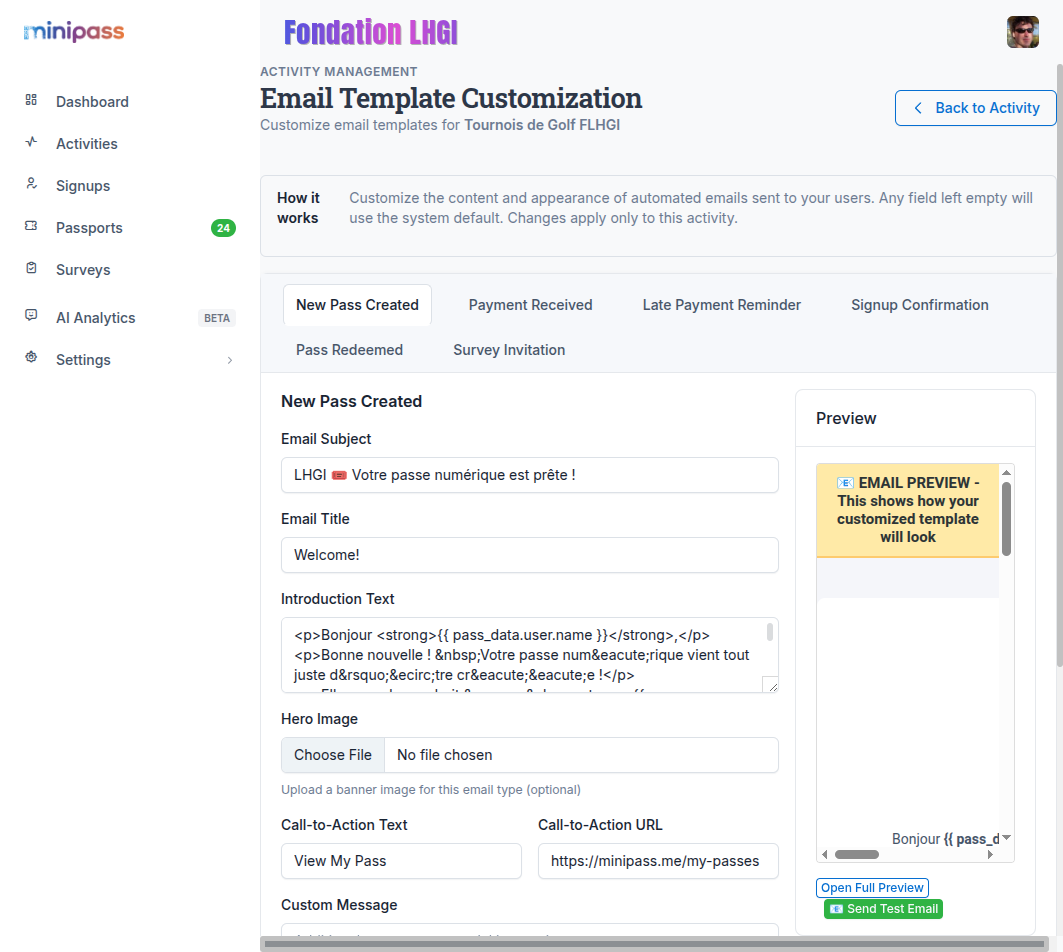 minipass
Fondation LHGI
Dashboard
Activities
Signups
Passports 24
Surveys
AI Analytics BETA
Settings
ACTIVITY MANAGEMENT
Email Template Customization
Customize email templates for Tournois de Golf FLHGI
Back to Activity
How it works
Customize the content and appearance of automated emails sent to your users. Any field left empty will
use the system default. Changes apply only to this activity.
New Pass Created Payment Received Late Payment Reminder Signup Confirmation
Pass Redeemed Survey Invitation
New Pass Created
Email Subject
LHGI 🎟️ Votre passe numérique est prête !
Email Title
Welcome!
Introduction Text
<p>Bonjour <strong>{{ pass_data.user.name }}</strong>,</p>
<p>Bonne nouvelle ! &nbsp;Votre passe num&eacute;rique vient tout
juste d&rsquo;&ecirc;tre cr&eacute;&eacute;e !</p>
Hero Image
Choose File No file chosen
Upload a banner image for this email type (optional)
Call-to-Action Text Call-to-Action URL
View My Pass https://minipass.me/my-passes
Custom Message
Preview
📧 EMAIL PREVIEW -
This shows how your
customized template
will look
Bonjour {{ pass_d
Open Full Preview
📧 Send Test Email